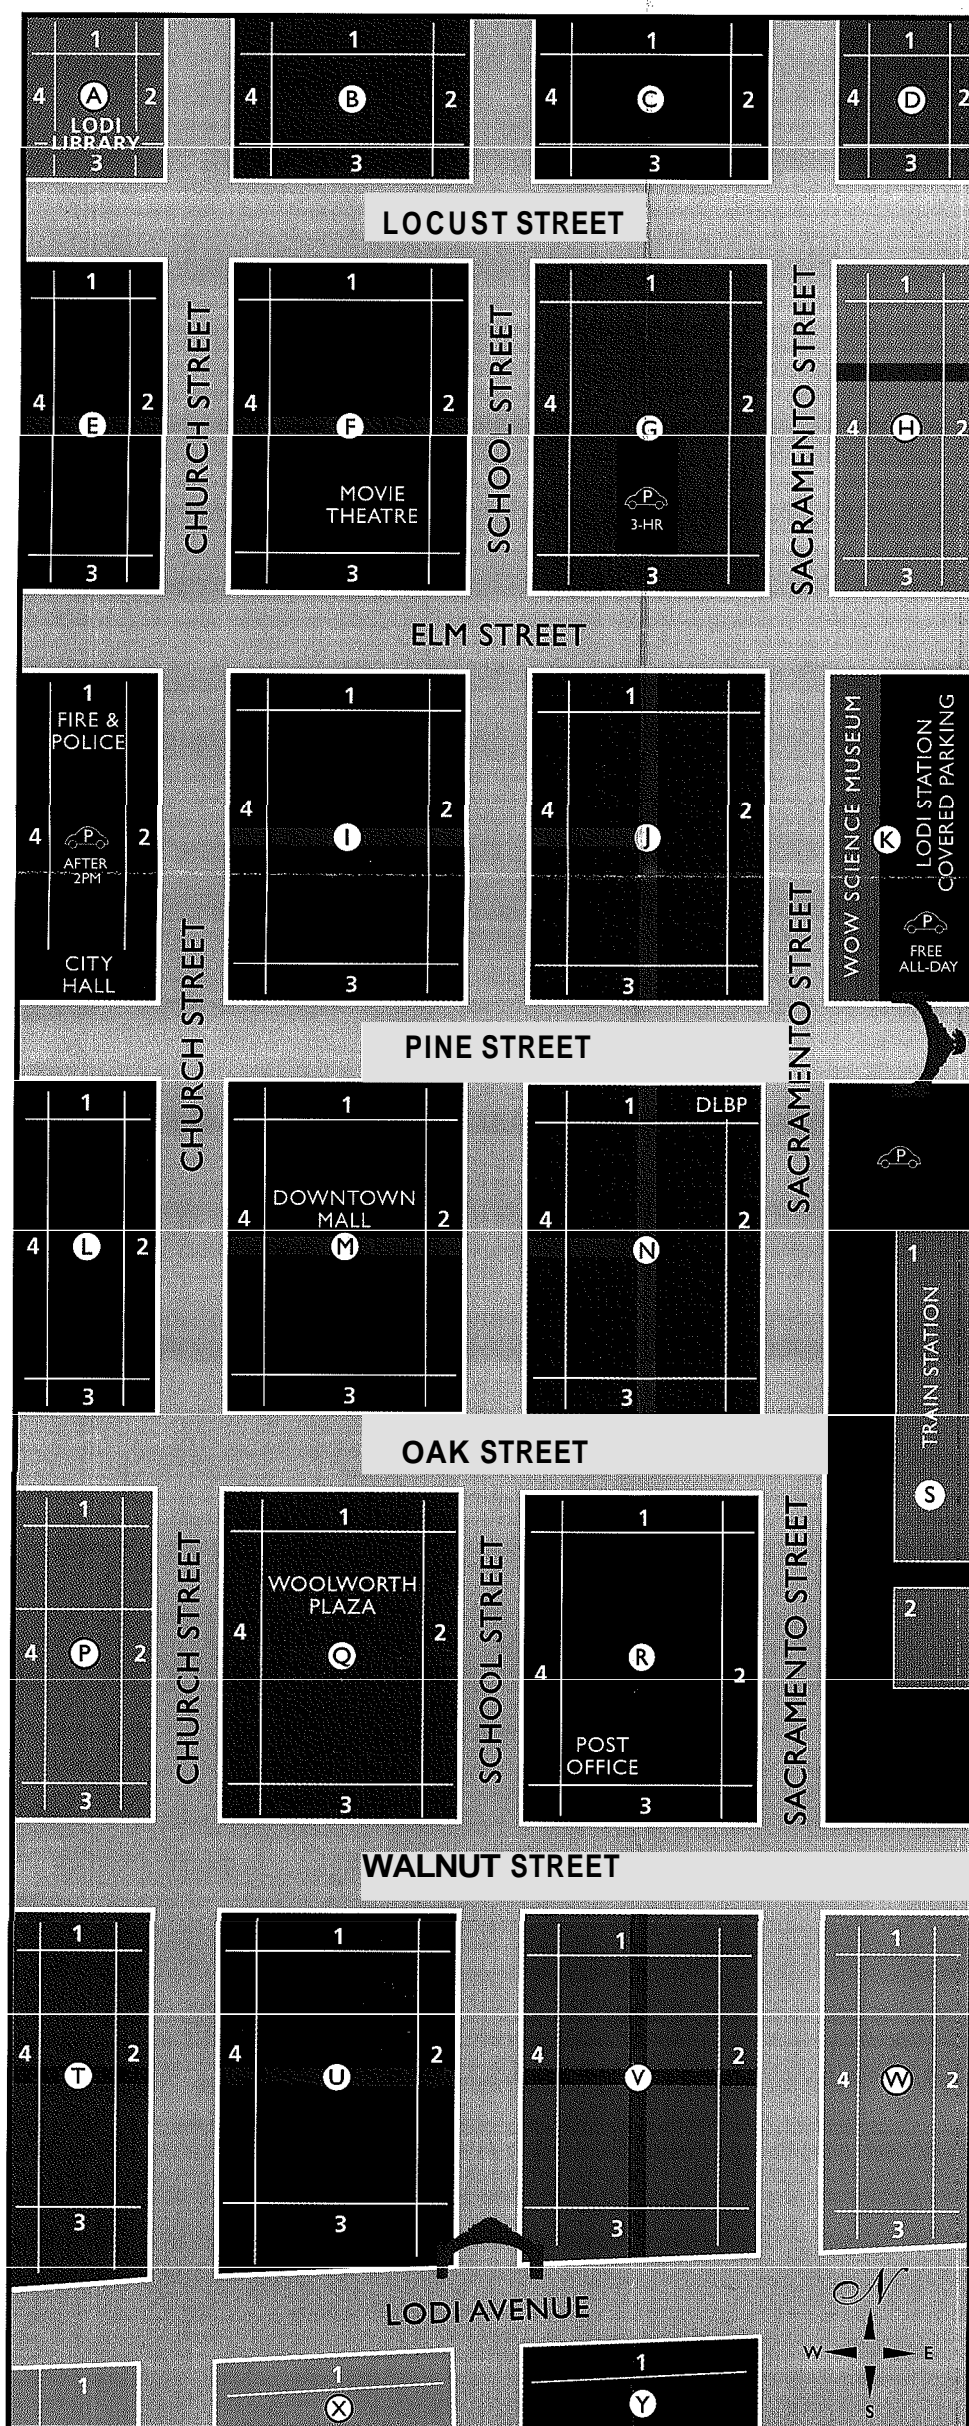 1
1
1
1
4
A
2
4
B
2
4
C
2
4
D
2
LODI
LIBRARY
3
3
3
3
LOCUST STREET
1
1
1
1
CHURCH STREET
SCHOOL STREET
SACRAMENTO STREET
4
E
2
4
F
2
4
G
2
4
H
2
MOVIE
THEATRE
P
3-HR
3
3
3
3
ELM STREET
1
FIRE &
POLICE
4
P
2
AFTER
2PM
CITY
HALL
1
4
I
2
3
1
4
J
2
3
WOW SCIENCE MUSEUM
K
LODI STATION
COVERED PARKING
P
FREE
ALL-DAY
CHURCH STREET
SACRAMENTO STREET
PINE STREET
1
4
L
2
3
1
DOWNTOWN
MALL
4
M
2
3
1
DLBP
4
N
2
3
P
1
TRAIN STATION
S
2
OAK STREET
1
4
P
2
3
CHURCH STREET
1
WOOLWORTH
PLAZA
4
Q
2
3
SCHOOL STREET
1
4
R
2
POST
OFFICE
3
SACRAMENTO STREET
WALNUT STREET
1
4
T
2
3
1
4
U
2
3
1
4
V
2
3
1
4
W
2
3
LODI AVENUE
N
W
E
S
1
1
X
1
Y